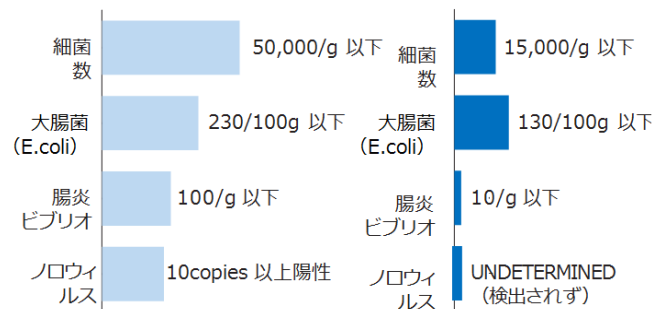 細菌
数
50,000/g 以下
大腸菌
（E.coli）
230/100g 以下
腸炎
ビブリオ
100/g 以下
ノロウィ
ルス
10copies 以上陽性
細菌
数
15,000/g 以下
大腸菌
（E.coli）
130/100g 以下
腸炎
ビブリオ
10/g 以下
ノロウィ
ルス
UNDETERMINED
（検出されず）